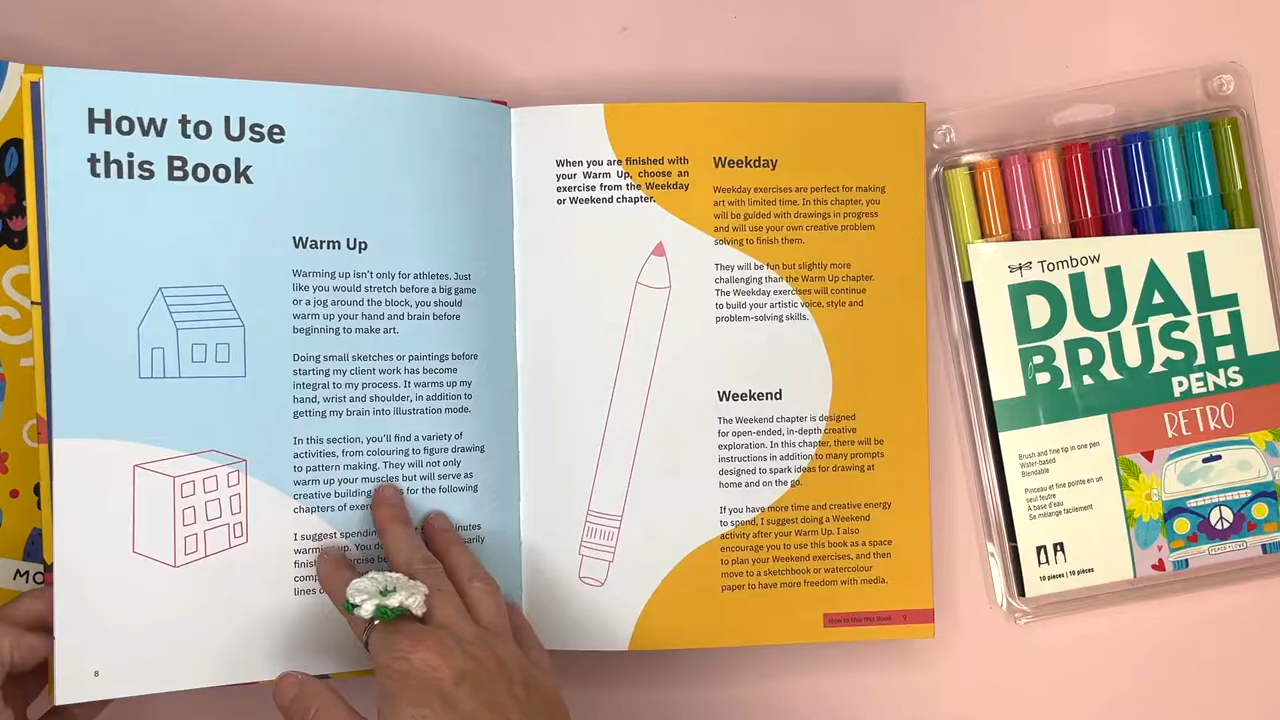 How to Use
this Book
Warm Up
Warming up isn't only for athletes. Just
like you would stretch before a big game
or a jog around the block, you should
warm up your hand and brain before
beginning to make art.
Doing small sketches or paintings before
starting my client work has become
integral to my process. It warms up my
hand, wrist and shoulder, in addition to
getting my brain into illustration mode.
In this section, you'll find a variety of
activities, from colouring to figure drawing
to pattern making. They will not only
warm up your muscles but will serve as
creative building for the following
chapters of
I suggest
up. You
lines
8
When you are finished with
your Warm Up, choose an
exercise from the Weekday
or Weekend chapter.
Weekday
Weekday exercises are perfect for making
art with limited time. In this chapter, you
will be guided with drawings in progress
and will use your own creative problem
solving to finish them.
They will be fun but slightly more
challenging than the Warm Up chapter.
The Weekday exercises will continue
to build your artistic voice, style and
problem-solving skills.
Weekend
The Weekend chapter is designed
for open-ended, in-depth creative
exploration. In this chapter, there will be
instructions in addition to many prompts
designed to spark ideas for drawing at
home and on the go.
If you have more time and creative energy
to spend, I suggest doing a Weekend
activity after your Warm Up. I also
encourage you to use this book as a space
to plan your Weekend exercises, and then
move to a sketchbook or watercolour
paper to have more freedom with media.
How to Use this Book 9
Tombow
DUAL
BRUSH
PENS
RETRO
Brush and fine tip in one pen
Water-based
Blendable
Pinceau et fine pointe en un
seul feutre
À base d'eau
Se mélange facilement
10 pieces | 10 pièces
PEACE + LOVE